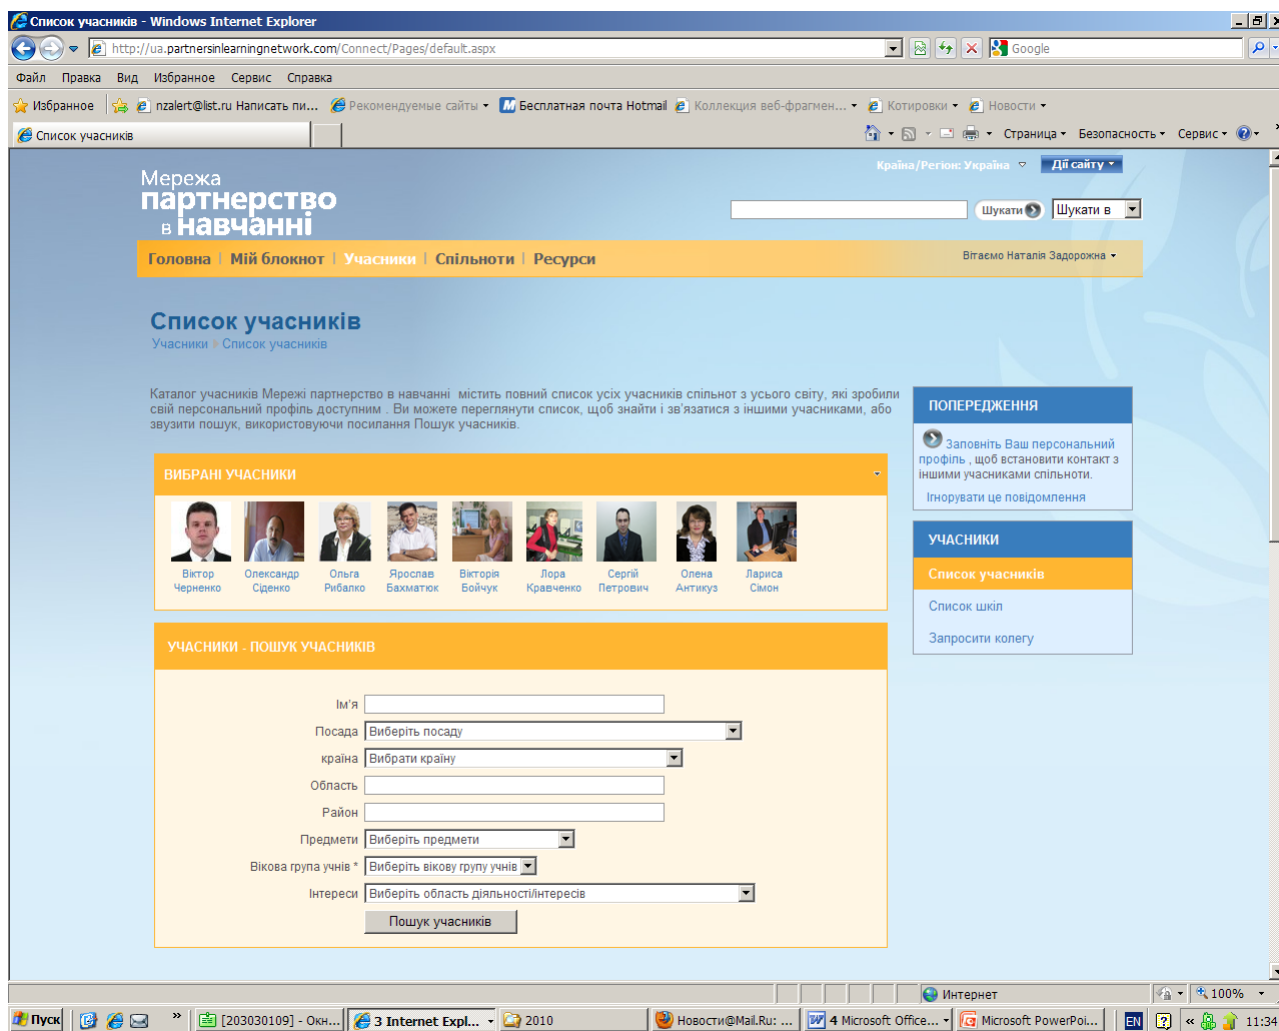 Список учасників - Windows Internet Explorer
http://ua.partnersinlearningnetwork.com/Connect/Pages/default.aspx
Google
Файл Правка Вид Избранное Сервис Справка
Избранное nzalert@list.ru Написать пи... Рекомендуемые сайты Бесплатная почта Hotmail Коллекция веб-фрагмен... Котировки Новости
Список учасників
Страница Безопасность Сервис
Країна/Регіон: Україна Дії сайту
Мережа
партнерство
в навчанні
Шукати Шукати в
Головна | Мій блокнот | Учасники | Спільноти | Ресурси
Вітаємо Наталія Задорожна
Список учасників
Учасники Список учасників
Каталог учасників Мережі партнерство в навчанні містить повний список усіх учасників спільнот з усього світу, які зробили
свій персональний профіль доступним . Ви можете переглянути список, щоб знайти і зв'язатися з іншими учасниками, або
звузити пошук, використовуючи посилання Пошук учасників.
ВИБРАНІ УЧАСНИКИ
Віктор Черненко
Олександр Сіденко
Ольга Рибалко
Ярослав Бахматюк
Вікторія Бойчук
Лора Кравченко
Сергій Петрович
Олена Антикуз
Лариса Сімон
УЧАСНИКИ - ПОШУК УЧАСНИКІВ
Ім'я
Посада Виберіть посаду
країна Вибрати країну
Область
Район
Предмети Виберіть предмети
Вікова група учнів * Виберіть вікову групу учнів
Інтереси Виберіть область діяльності/інтересів
Пошук учасників
ПОПЕРЕДЖЕННЯ
Заповніть Ваш персональний
профіль , щоб встановити контакт з
іншими учасниками спільноти.
Ігнорувати це повідомлення
УЧАСНИКИ
Список учасників
Список шкіл
Запросити колегу
Интернет 100%
Пуск » [203030109] - Окн... 3 Internet Expl... 2010 Новости@Mail.Ru: ... 4 Microsoft Office... Microsoft PowerPoi... EN « 11:34